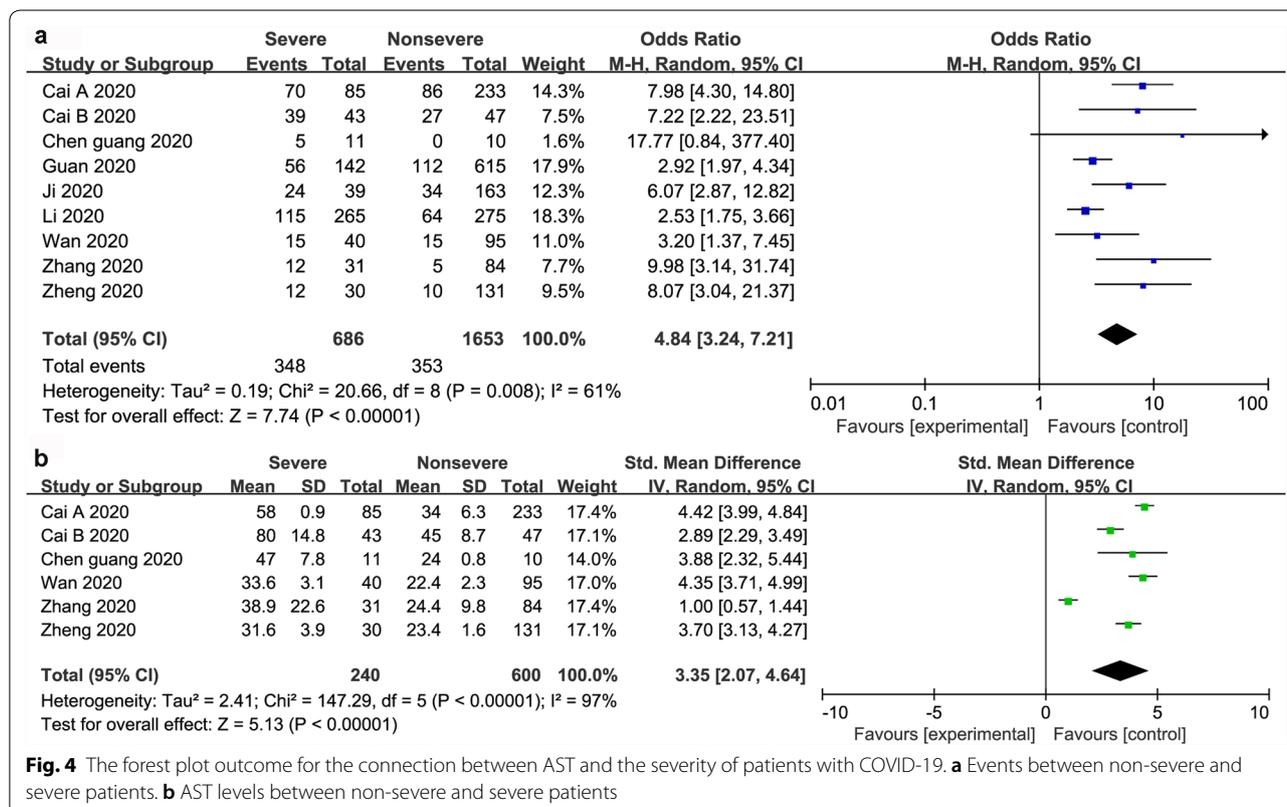 a
Severe Nonsevere Odds Ratio Odds Ratio
Study or Subgroup Events Total Events Total Weight M-H, Random, 95% CI M-H, Random, 95% CI
Cai A 2020 70 85 86 233 14.3% 7.98 [4.30, 14.80]
Cai B 2020 39 43 27 47 7.5% 7.22 [2.22, 23.51]
Chen guang 2020 5 11 0 10 1.6% 17.77 [0.84, 377.40]
Guan 2020 56 142 112 615 17.9% 2.92 [1.97, 4.34]
Ji 2020 24 39 34 163 12.3% 6.07 [2.87, 12.82]
Li 2020 115 265 64 275 18.3% 2.53 [1.75, 3.66]
Wan 2020 15 40 15 95 11.0% 3.20 [1.37, 7.45]
Zhang 2020 12 31 5 84 7.7% 9.98 [3.14, 31.74]
Zheng 2020 12 30 10 131 9.5% 8.07 [3.04, 21.37]
Total (95% CI) 686 1653 100.0% 4.84 [3.24, 7.21]
Total events 348 353
Heterogeneity: Tau² = 0.19; Chi² = 20.66, df = 8 (P = 0.008); I² = 61%
Test for overall effect: Z = 7.74 (P < 0.00001)
0.01 0.1 1 10 100
Favours [experimental] Favours [control]
b
Severe Nonsevere Std. Mean Difference Std. Mean Difference
Study or Subgroup Mean SD Total Mean SD Total Weight IV, Random, 95% CI IV, Random, 95% CI
Cai A 2020 58 0.9 85 34 6.3 233 17.4% 4.42 [3.99, 4.84]
Cai B 2020 80 14.8 43 45 8.7 47 17.1% 2.89 [2.29, 3.49]
Chen guang 2020 47 7.8 11 24 0.8 10 14.0% 3.88 [2.32, 5.44]
Wan 2020 33.6 3.1 40 22.4 2.3 95 17.0% 4.35 [3.71, 4.99]
Zhang 2020 38.9 22.6 31 24.4 9.8 84 17.4% 1.00 [0.57, 1.44]
Zheng 2020 31.6 3.9 30 23.4 1.6 131 17.1% 3.70 [3.13, 4.27]
Total (95% CI) 240 600 100.0% 3.35 [2.07, 4.64]
Heterogeneity: Tau² = 2.41; Chi² = 147.29, df = 5 (P < 0.00001); I² = 97%
Test for overall effect: Z = 5.13 (P < 0.00001)
-10 -5 0 5 10
Favours [experimental] Favours [control]
Fig. 4 The forest plot outcome for the connection between AST and the severity of patients with COVID-19. a Events between non-severe and
severe patients. b AST levels between non-severe and severe patients